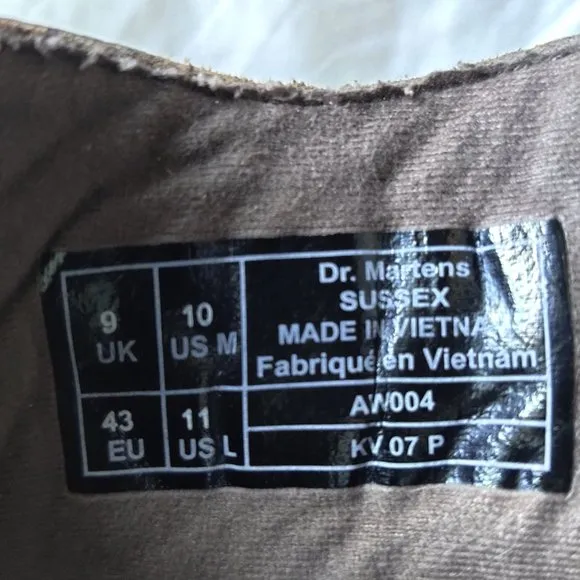 9
UK
10
US M
43
EU
11
US L
Dr. Martens
SUSSEX
MADE IN VIETNAM
Fabriqué en Vietnam
AW004
KV 07 P